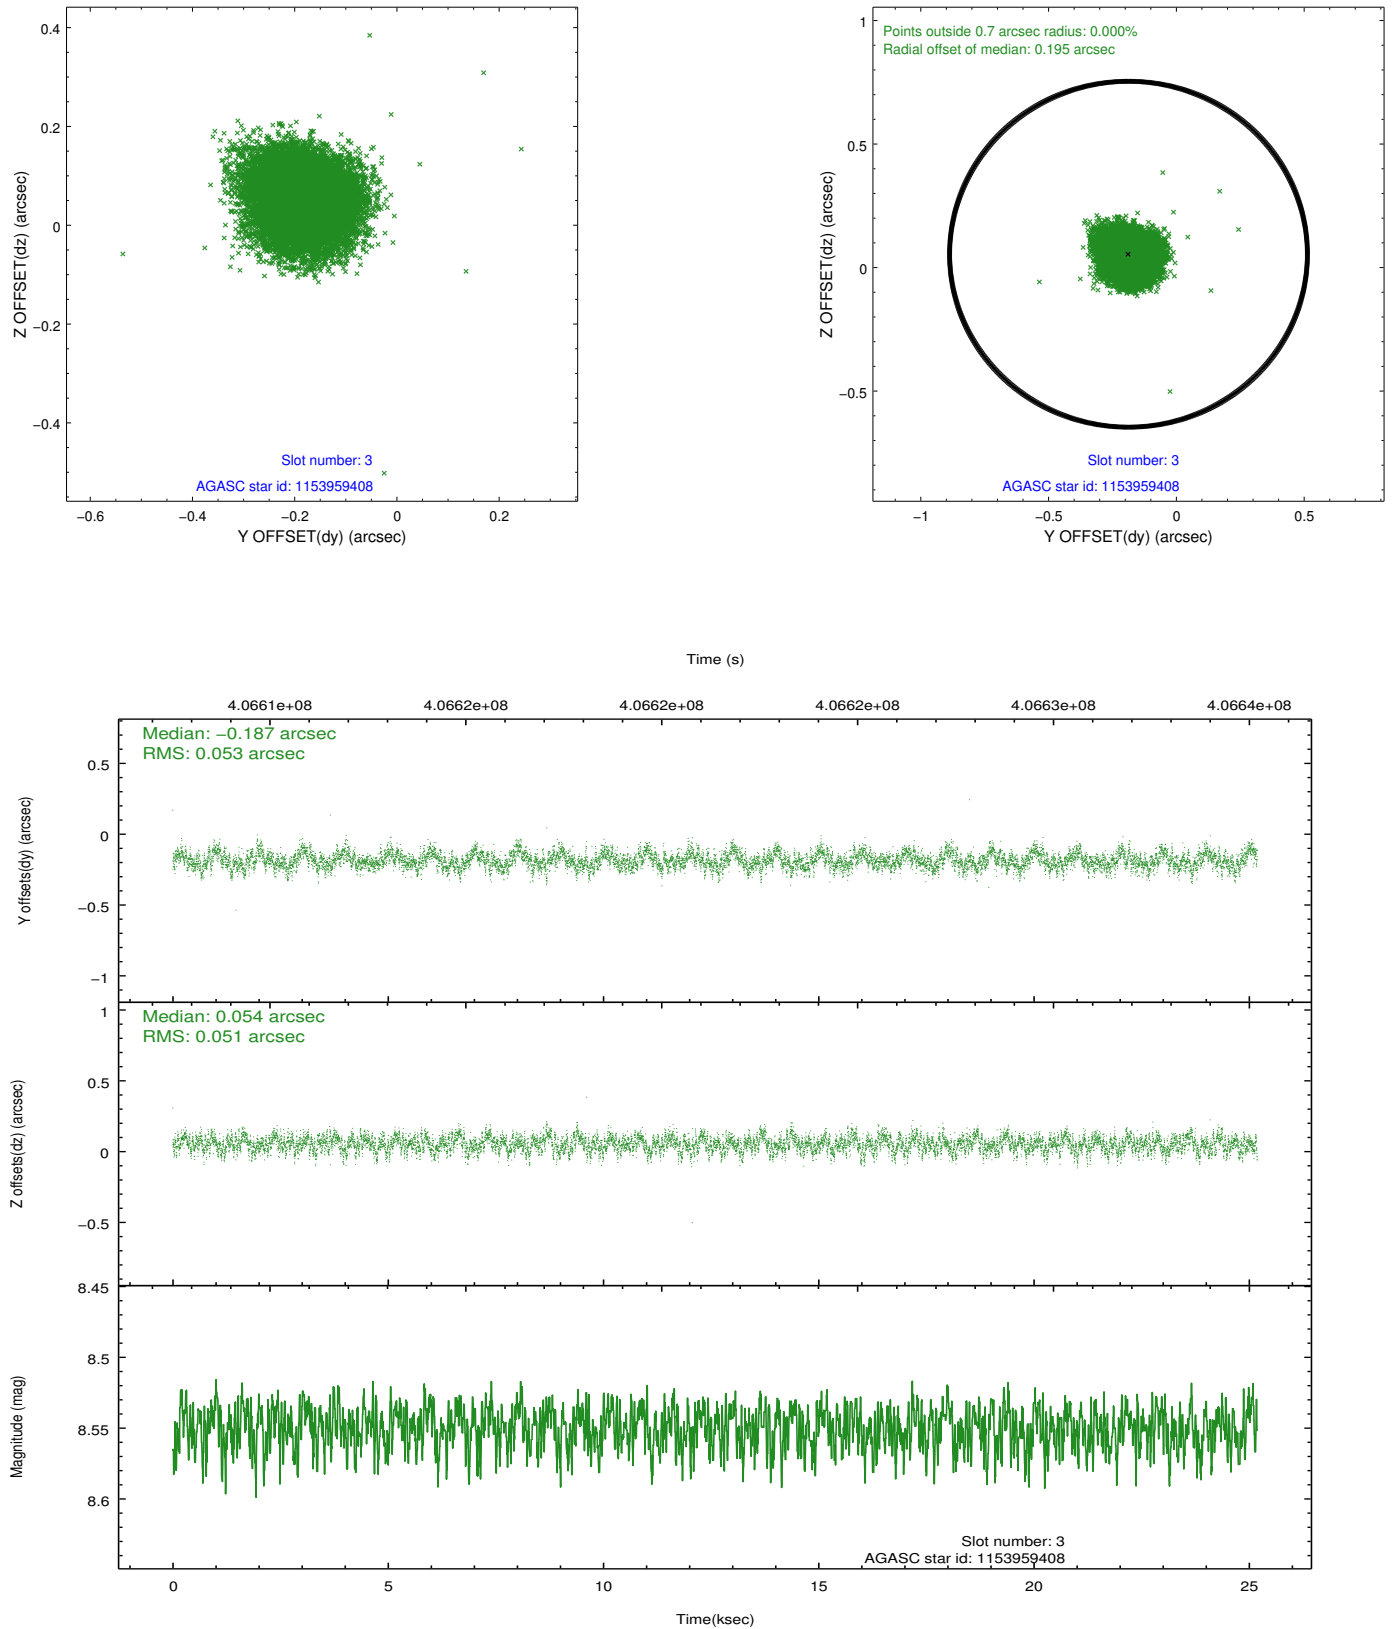 0.4
0.2
0
−0.2
−0.4
Z OFFSET(dz) (arcsec)
−0.6
−0.4
−0.2
0
0.2
Y OFFSET(dy) (arcsec)
Slot number: 3
AGASC star id: 1153959408
Points outside 0.7 arcsec radius: 0.000%
Radial offset of median: 0.195 arcsec
1
0.5
0
−0.5
Z OFFSET(dz) (arcsec)
−1
−0.5
0
0.5
Y OFFSET(dy) (arcsec)
Slot number: 3
AGASC star id: 1153959408
Time (s)
4.0661e+08
4.0662e+08
4.0662e+08
4.0662e+08
4.0663e+08
4.0664e+08
Median: −0.187 arcsec
RMS: 0.053 arcsec
0.5
0
−0.5
−1
Y offsets(dy) (arcsec)
Median: 0.054 arcsec
RMS: 0.051 arcsec
1
0.5
0
−0.5
Z offsets(dz) (arcsec)
8.45
8.5
8.55
8.6
Magnitude (mag)
Slot number: 3
AGASC star id: 1153959408
0
5
10
15
20
25
Time(ksec)